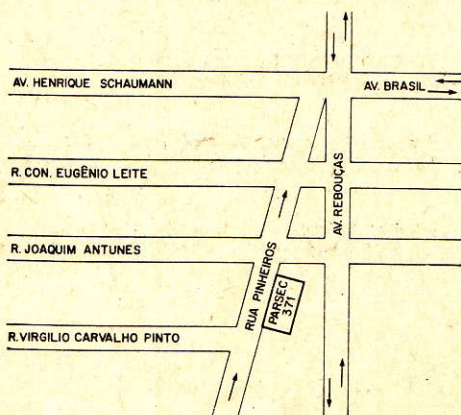 AV. HENRIQUE SCHAUMANN
AV. BRASIL
R. CON. EUGÊNIO LEITE
AV. REBOUÇAS
R. JOAQUIM ANTUNES
RUA PINHEIROS
PARSEC
371
R. VIRGILIO CARVALHO PINTO